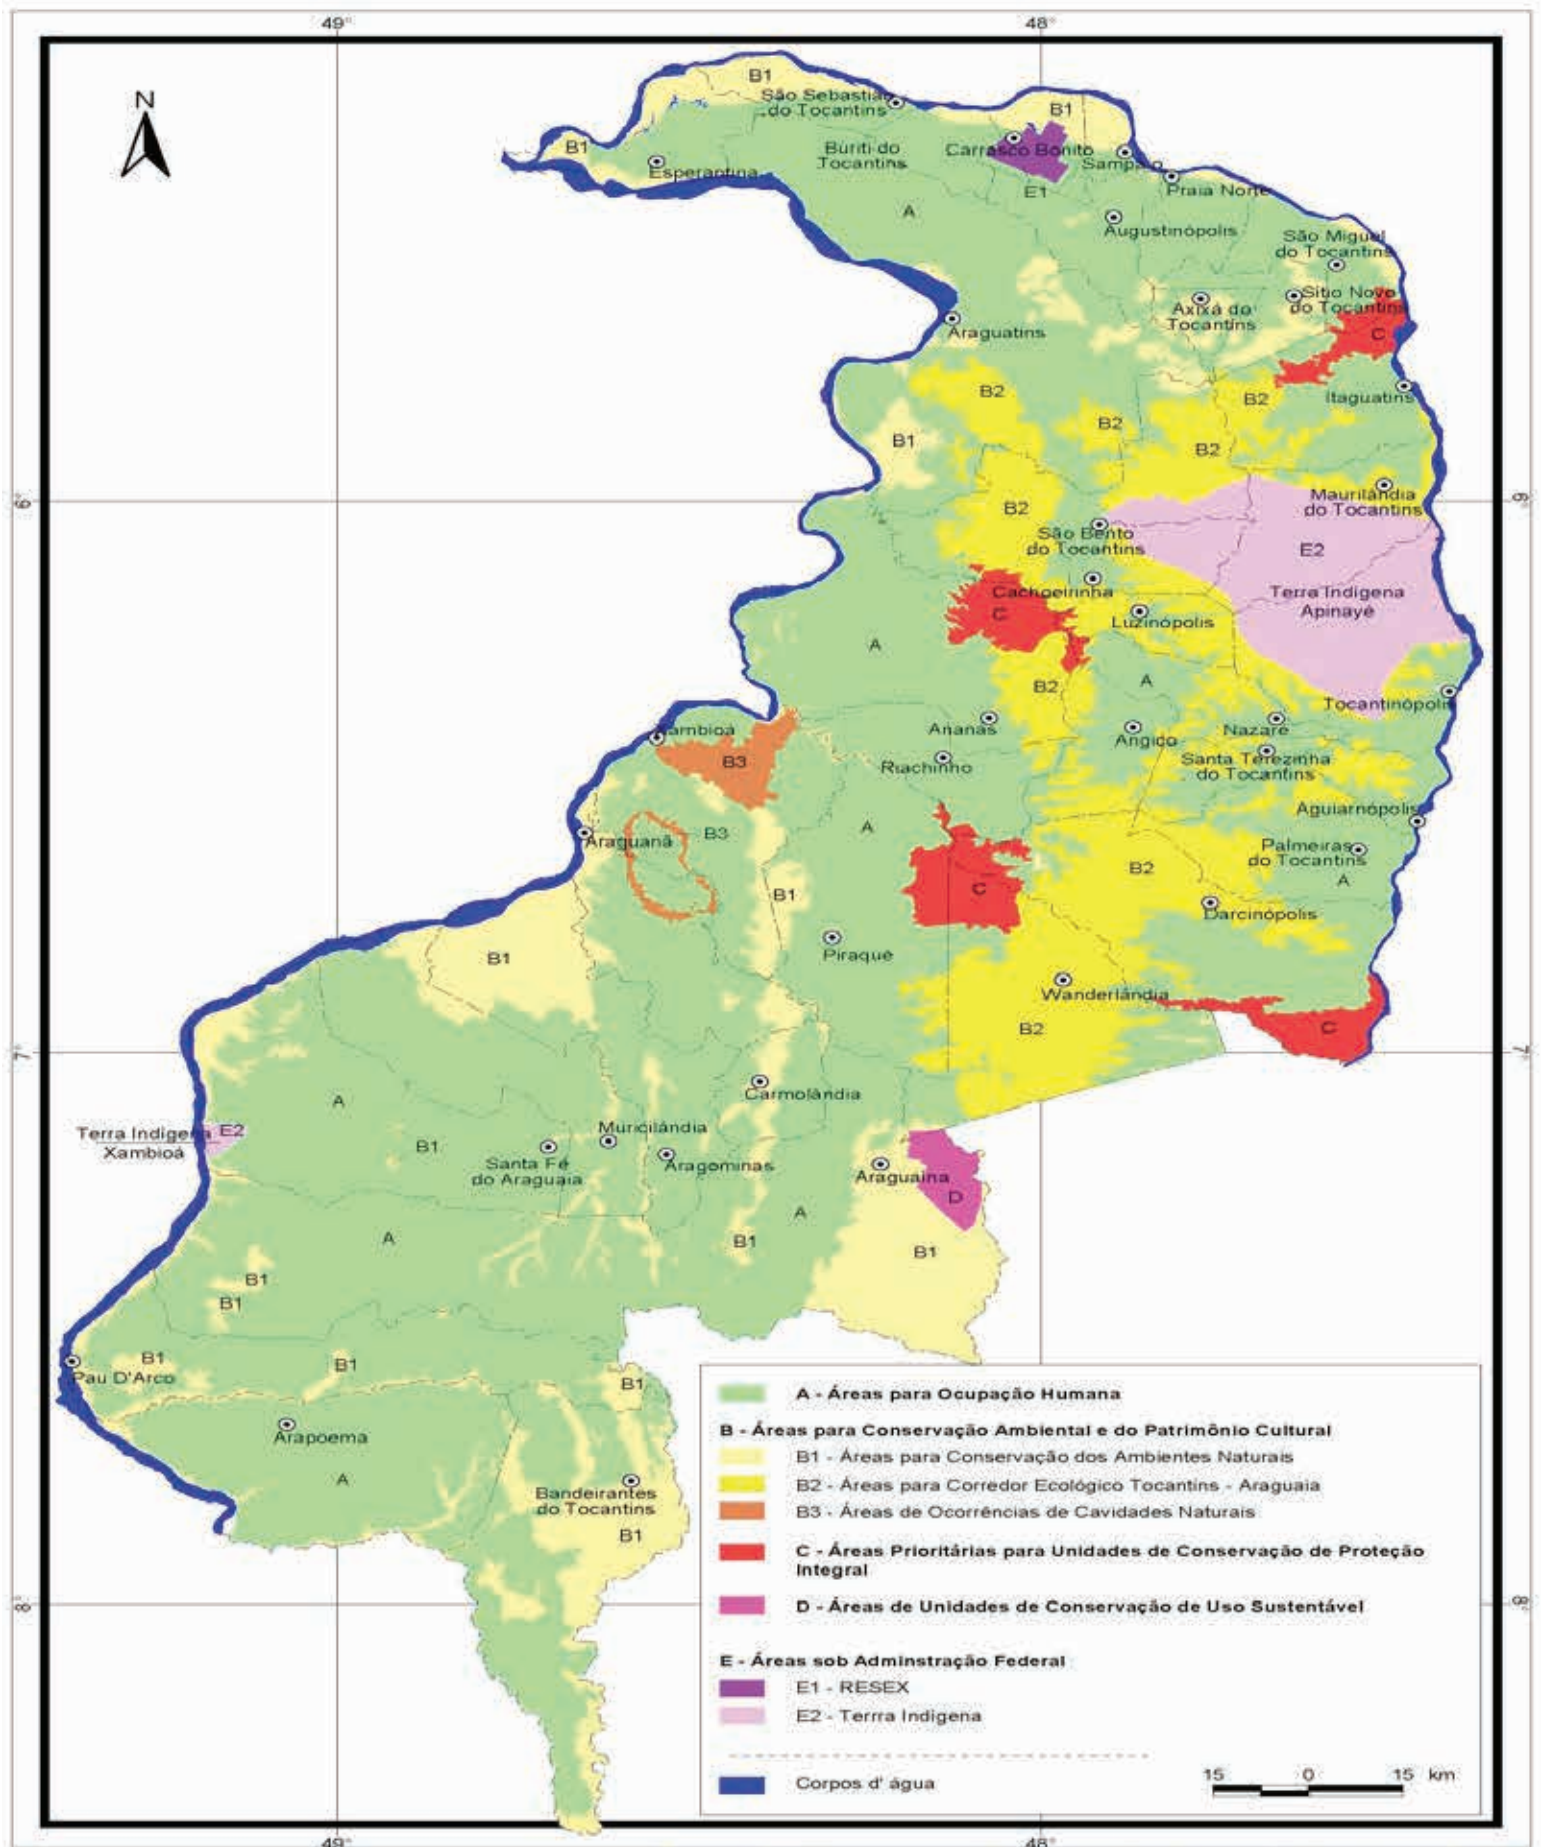 49°
48°
N
B1
São Sebastião
do Tocantins
B1
B1
Esperantina
Buriti do
Tocantins
Carrasco Bonito
Sampaio
E1
Praia Norte
A
Augustinópolis
São Miguel
do Tocantins
Sítio Novo
do Tocantins
Axixá do
Tocantins
Araguatins
C
B2
B2
Itaguatins
B2
B1
B2
6°
6°
B2
Maurilândia
do Tocantins
São Bento
do Tocantins
E2
Cachoeirinha
C
Terra Indígena
Apinayé
Luzinópolis
A
B2
A
Tocantinópolis
Xambioá
Ananás
Angico
Nazaré
B3
Riachinho
Santa Terezinha
do Tocantins
Aguiarnópolis
Araguanã
B3
A
Palmeiras
do Tocantins
B2
A
B1
C
Darcinópolis
B1
Piraquê
Wanderlândia
B2
C
7°
7°
Carmolândia
A
Terra Indígena
Xambioá
E2
B1
Muricilândia
Santa Fé
do Araguaia
Aragominas
Araguaína
D
A
A
B1
B1
B1
B1
B1
Pau D'Arco
B1
B1
Arapoema
A
Bandeirantes
do Tocantins
B1
A - Áreas para Ocupação Humana
B - Áreas para Conservação Ambiental e do Patrimônio Cultural
B1 - Áreas para Conservação dos Ambientes Naturais
B2 - Áreas para Corredor Ecológico Tocantins - Araguaia
B3 - Áreas de Ocorrências de Cavidades Naturais
C - Áreas Prioritárias para Unidades de Conservação de Proteção
Integral
D - Áreas de Unidades de Conservação de Uso Sustentável
E - Áreas sob Adminstração Federal
E1 - RESEX
E2 - Terrra Indígena
Corpos d' água
15 0 15 km
8°
8°
49°
48°